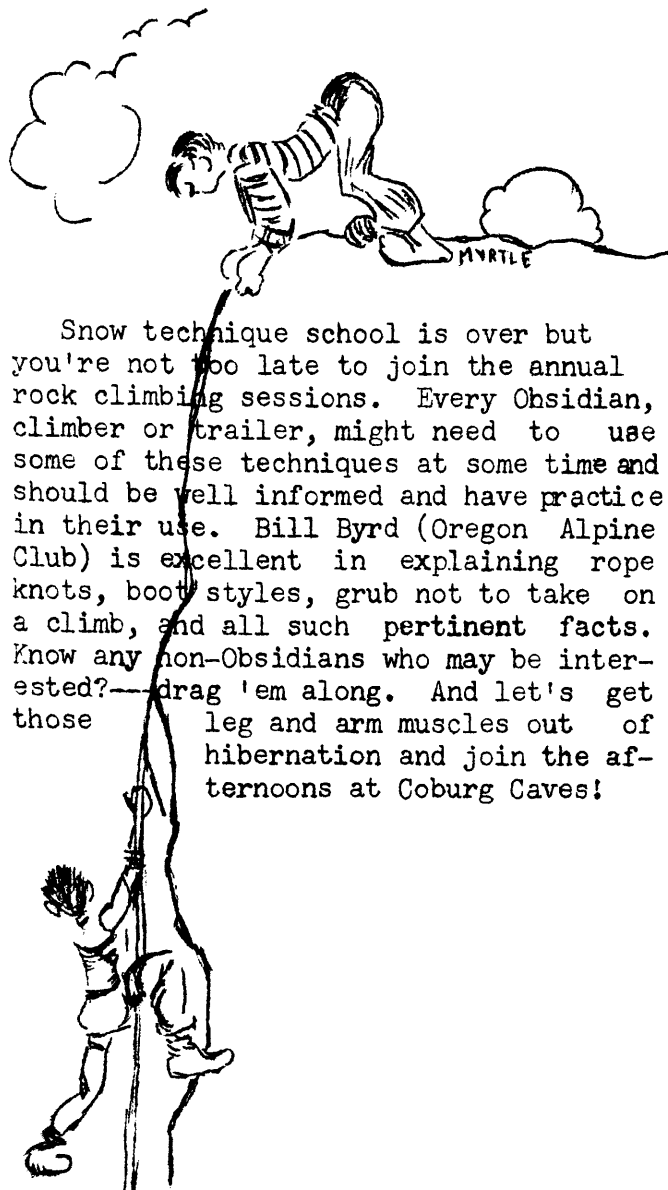 MYRTLE
Snow technique school is over but
you're not too late to join the annual
rock climbing sessions. Every Obsidian,
climber or trailer, might need to use
some of these techniques at some time and
should be well informed and have practice
in their use. Bill Byrd (Oregon Alpine
Club) is excellent in explaining rope
knots, boot styles, grub not to take on
a climb, and all such pertinent facts.
Know any non-Obsidians who may be inter-
ested?---drag 'em along. And let's get
those leg and arm muscles out of
hibernation and join the af-
ternoons at Coburg Caves!